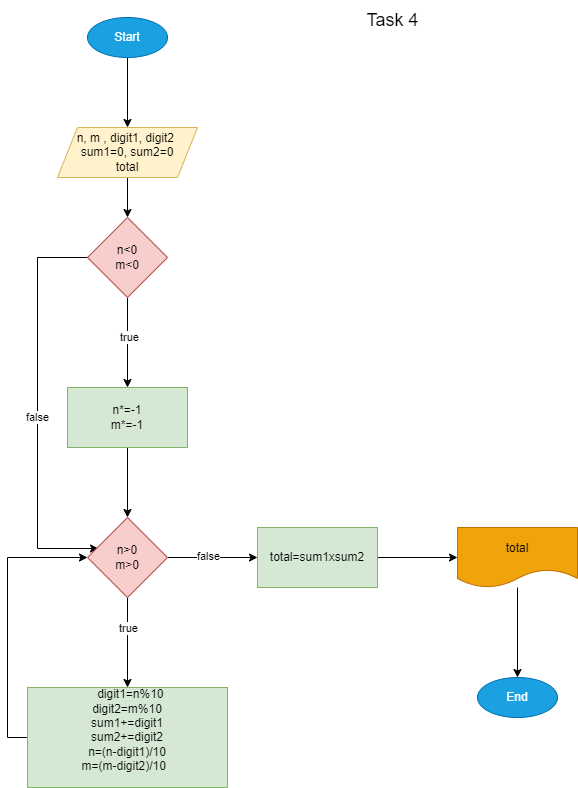 Task 4
Start
n, m , digit1, digit2
sum1=0, sum2=0
total
n<0
m<0
true
false
n*=-1
m*=-1
n>0
m>0
false
total=sum1xsum2
total
true
digit1=n%10
digit2=m%10
sum1+=digit1
sum2+=digit2
n=(n-digit1)/10
m=(m-digit2)/10
End